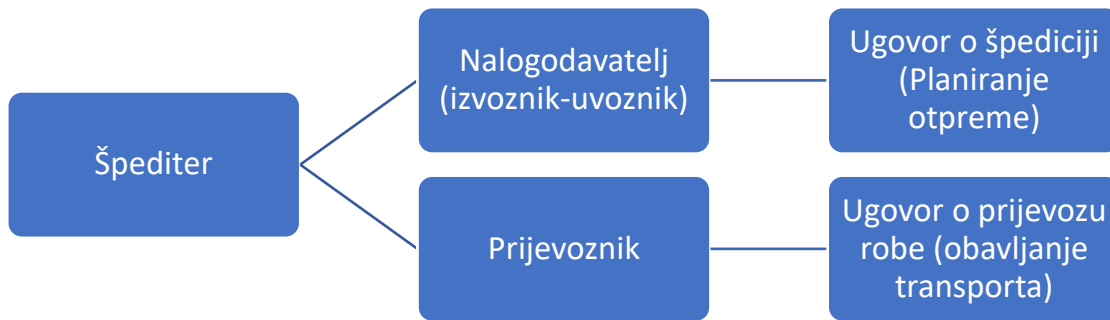 Špediter
Nalogodavatelj
(izvoznik-uvoznik)
Ugovor o špediciji
(Planiranje
otpreme)
Prijevoznik
Ugovor o prijevozu
robe (obavljanje
transporta)